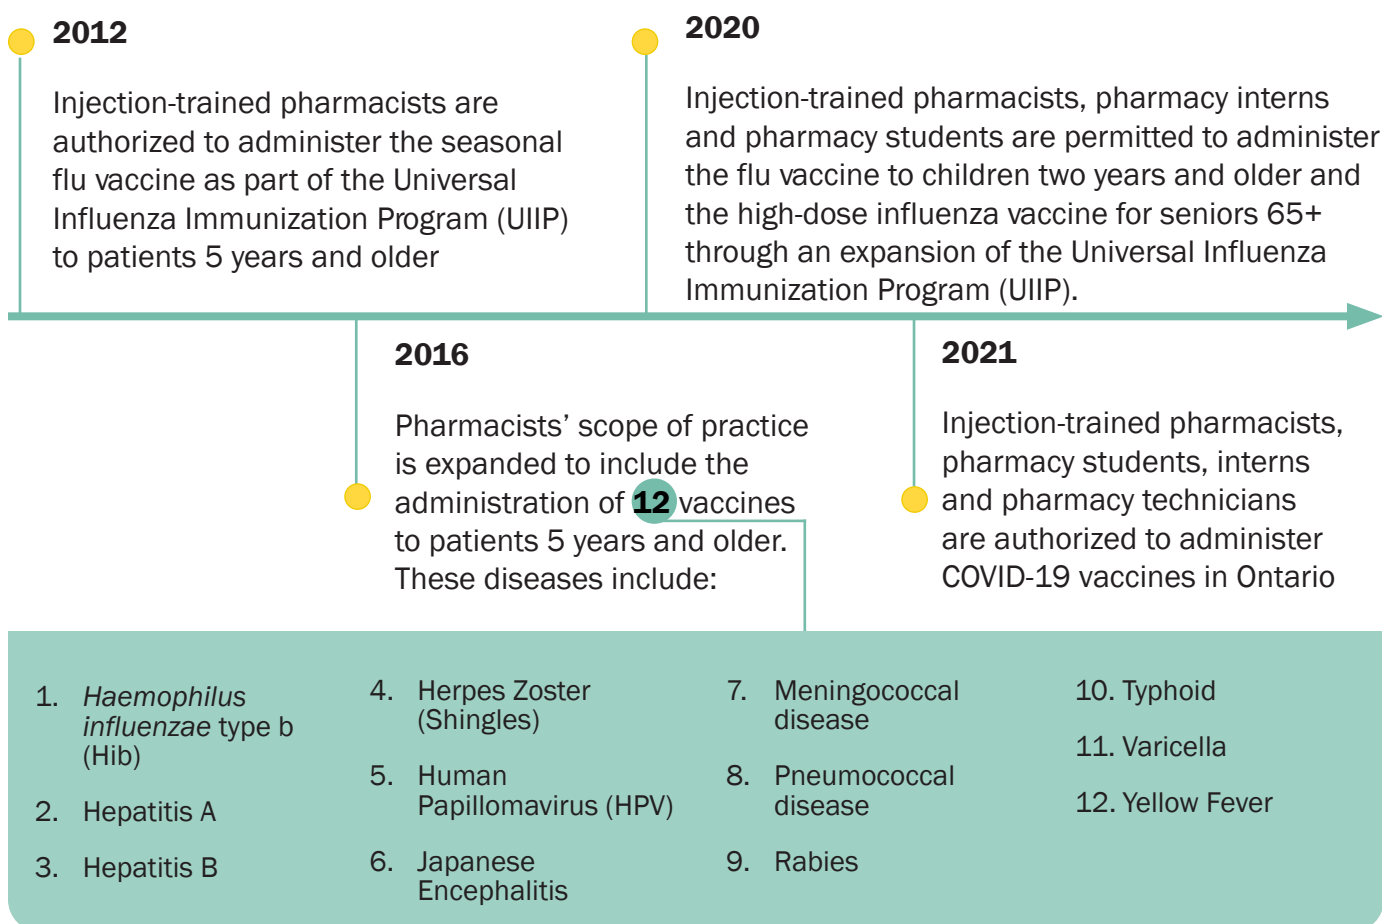 2012
Injection-trained pharmacists are
authorized to administer the seasonal
flu vaccine as part of the Universal
Influenza Immunization Program (UIIP)
to patients 5 years and older
2020
Injection-trained pharmacists, pharmacy interns
and pharmacy students are permitted to administer
the flu vaccine to children two years and older and
the high-dose influenza vaccine for seniors 65+
through an expansion of the Universal Influenza
Immunization Program (UIIP).
2016
Pharmacists’ scope of practice
is expanded to include the
administration of 12 vaccines
to patients 5 years and older.
These diseases include:
2021
Injection-trained pharmacists,
pharmacy students, interns
and pharmacy technicians
are authorized to administer
COVID-19 vaccines in Ontario
1. Haemophilus
influenzae type b
(Hib)
2. Hepatitis A
3. Hepatitis B
4. Herpes Zoster
(Shingles)
5. Human
Papillomavirus (HPV)
6. Japanese
Encephalitis
7. Meningococcal
disease
8. Pneumococcal
disease
9. Rabies
10. Typhoid
11. Varicella
12. Yellow Fever